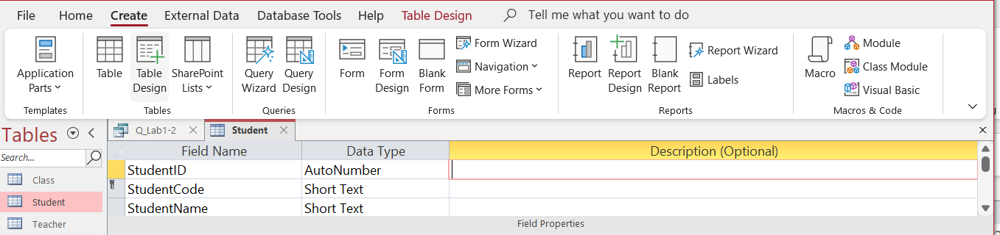 File Home Create External Data Database Tools Help Table Design Tell me what you want to do
Application Parts
Templates
Table
Table Design
SharePoint Lists
Tables
Query Wizard
Query Design
Queries
Form
Form Design
Blank Form
Form Wizard
Navigation
More Forms
Forms
Report
Report Design
Blank Report
Report Wizard
Labels
Reports
Macro
Module
Class Module
Visual Basic
Macros & Code
Tables
Search...
Class
Student
Teacher
Q_Lab1-2 Student
Field Name Data Type Description (Optional)
StudentID AutoNumber
StudentCode Short Text
StudentName Short Text
Field Properties